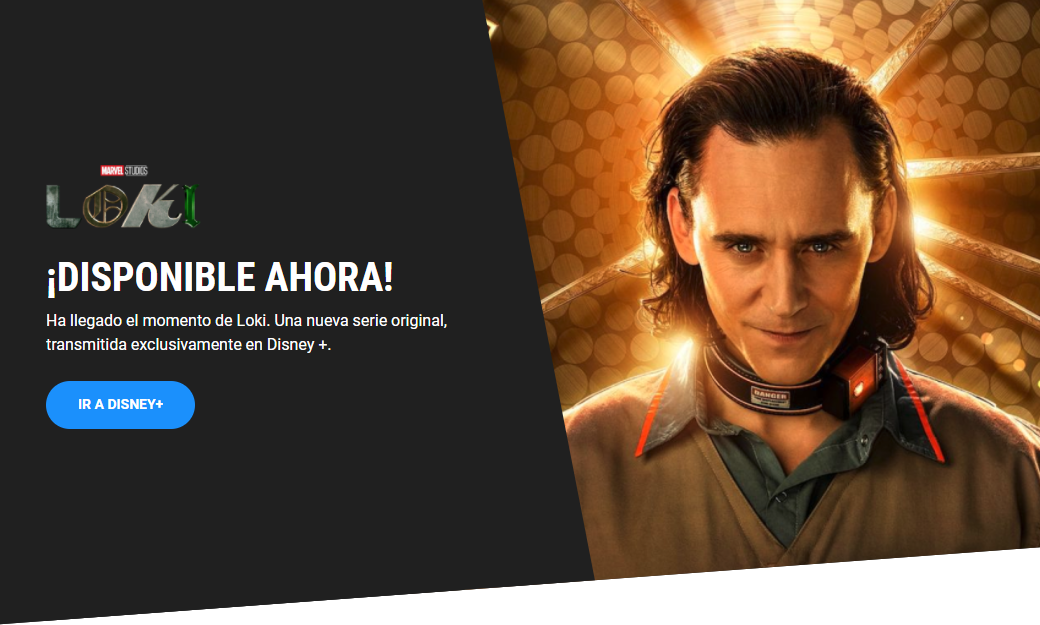 MARVEL STUDIOS
LOKI
¡DISPONIBLE AHORA!
Ha llegado el momento de Loki. Una nueva serie original,
transmitida exclusivamente en Disney +.
IR A DISNEY+
DANGER